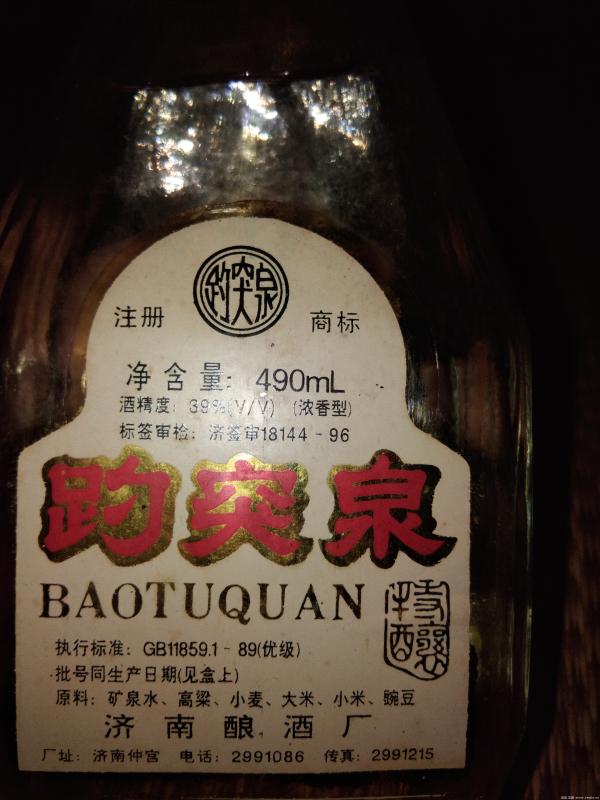 趵突泉
注册 商标
净含量: 490mL
酒精度: 39%(V/V) (浓香型)
标签审检: 济签审18144-96
趵突泉
BAOTUQUAN
特酿
执行标准: GB11859.1-89(优级)
·批号同生产日期(见盒上)
原料: 矿泉水、高粱、小麦、大米、小米、豌豆
济南酿酒厂
厂址: 济南仲宫 电话: 2991086 传真: 2991215